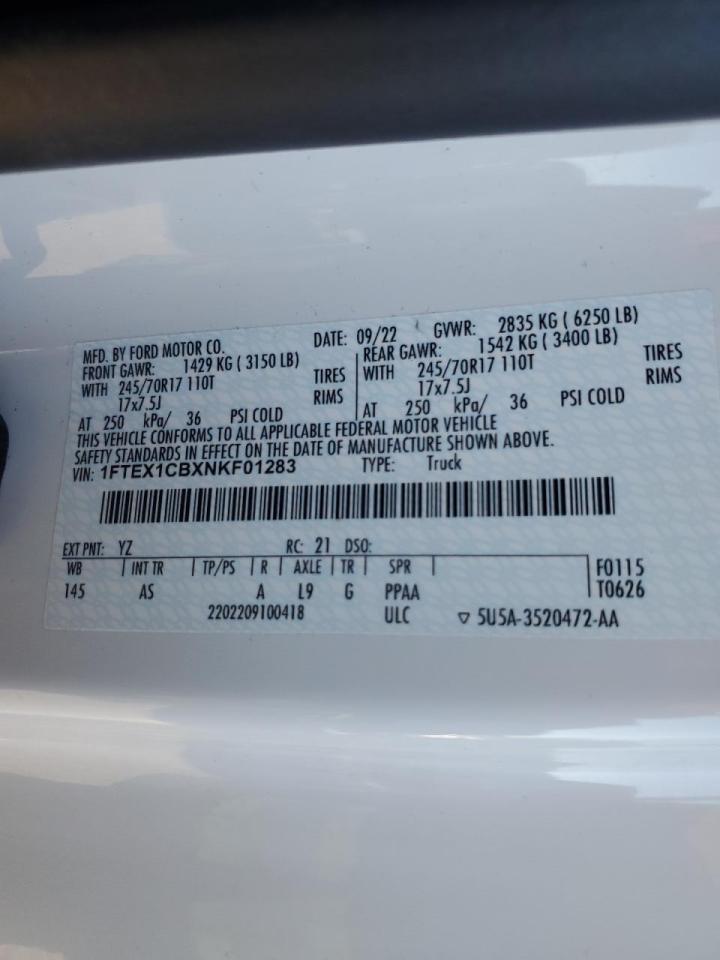 MFD. BY FORD MOTOR CO. DATE: 09/22 GVWR: 2835 KG ( 6250 LB)
FRONT GAWR: 1429 KG ( 3150 LB) REAR GAWR: 1542 KG ( 3400 LB)
WITH 245/70R17 110T TIRES WITH 245/70R17 110T TIRES
17x7.5J RIMS 17x7.5J RIMS
AT 250 kPa/ 36 PSI COLD AT 250 kPa/ 36 PSI COLD
THIS VEHICLE CONFORMS TO ALL APPLICABLE FEDERAL MOTOR VEHICLE
SAFETY STANDARDS IN EFFECT ON THE DATE OF MANUFACTURE SHOWN ABOVE.
VIN: 1FTEX1CBXNKF01283 TYPE: Truck
EXT PNT: YZ RC: 21 DSO:
WB | INT TR | TP/PS | R | AXLE | TR | SPR | F0115
145 AS A L9 G PPAA T0626
2202209100418 ULC ▽ 5U5A-3520472-AA